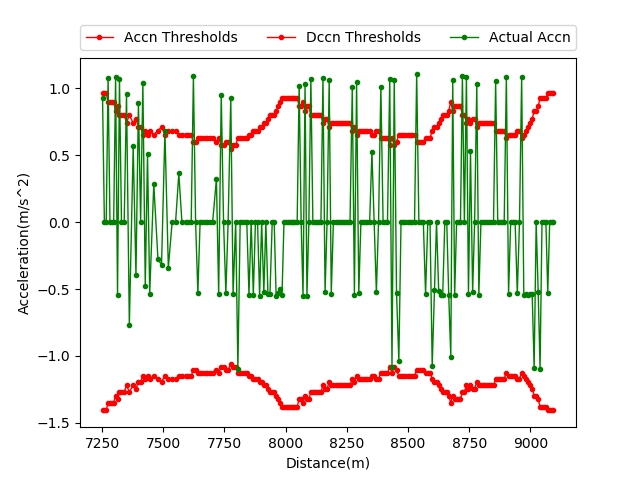 Accn Thresholds Dccn Thresholds Actual Accn
1.0
0.5
0.0
−0.5
−1.0
−1.5
Acceleration(m/s^2)
7250 7500 7750 8000 8250 8500 8750 9000
Distance(m)